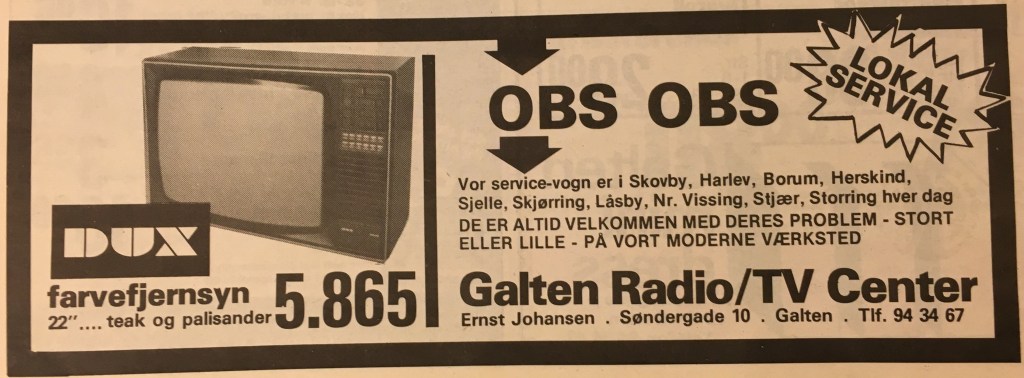 DUX
farvefjernsyn
22".... teak og palisander
5.865
OBS OBS
LOKAL
SERVICE
Vor service-vogn er i Skovby, Harlev, Borum, Herskind,
Sjelle, Skjørring, Låsby, Nr. Vissing, Stjær, Storring hver dag
DE ER ALTID VELKOMMEN MED DERES PROBLEM - STORT
ELLER LILLE - PÅ VORT MODERNE VÆRKSTED
Galten Radio/TV Center
Ernst Johansen . Søndergade 10 . Galten . Tlf. 94 34 67